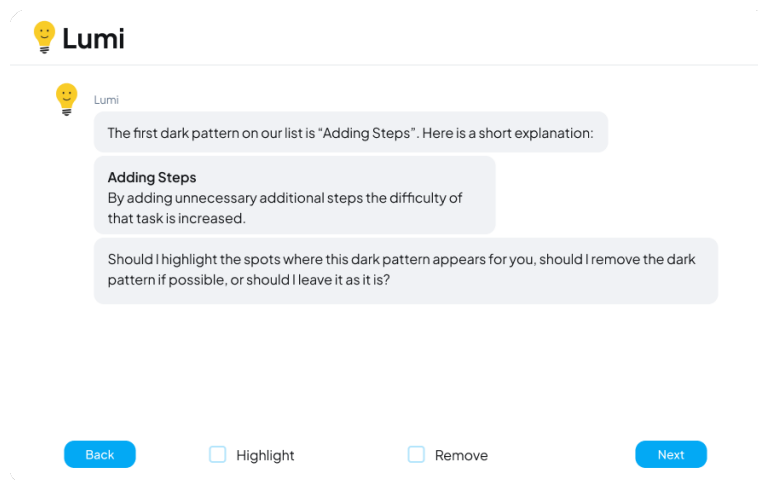 Lumi
Lumi
The first dark pattern on our list is “Adding Steps”. Here is a short explanation:
Adding Steps
By adding unnecessary additional steps the difficulty of
that task is increased.
Should I highlight the spots where this dark pattern appears for you, should I remove the dark
pattern if possible, or should I leave it as it is?
Back
Highlight
Remove
Next